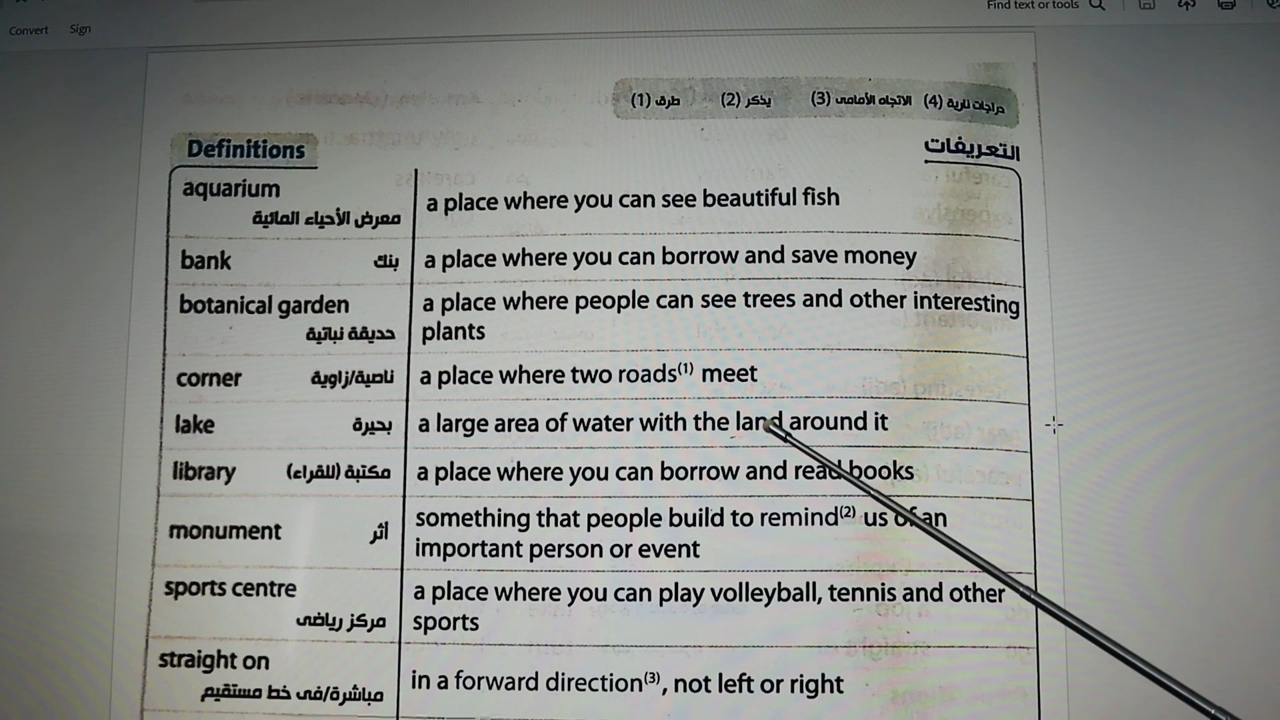 Find text or tools
Convert Sign
طرق (1) يذكر (2) الاتجاه الأمامى (3) دراجات نارية (4)
Definitions التعريفات
aquarium
معرض الأحياء المائية
a place where you can see beautiful fish
bank بنك
a place where you can borrow and save money
botanical garden
حديقة نباتية
a place where people can see trees and other interesting
plants
corner ناصية/زاوية
a place where two roads(1) meet
lake بحيرة
a large area of water with the land around it
library مكتبة (للقراء)
a place where you can borrow and read books
monument أثر
something that people build to remind(2) us of an
important person or event
sports centre
مركز رياضى
a place where you can play volleyball, tennis and other
sports
straight on
مباشرة/فى خط مستقيم
in a forward direction(3), not left or right